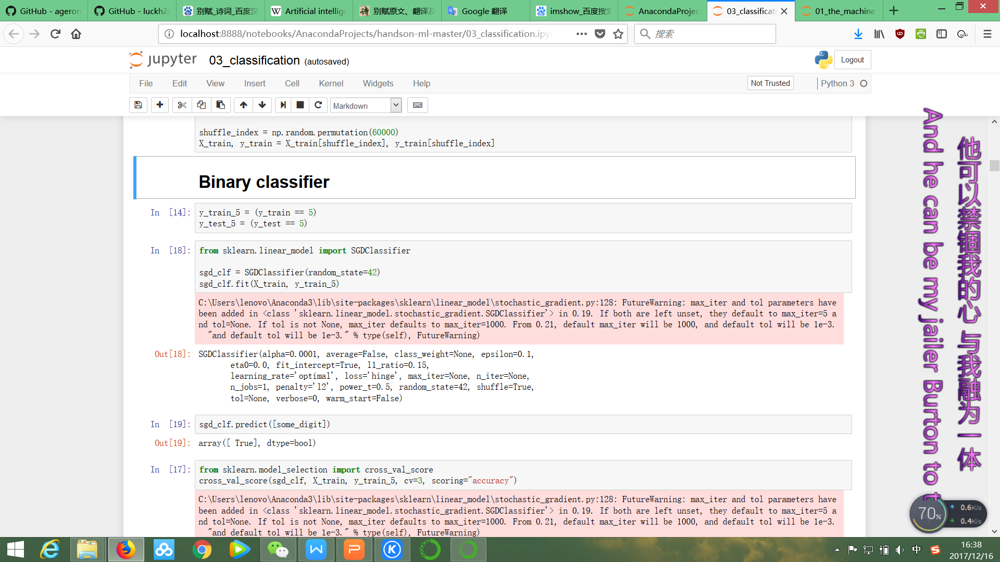 GitHub - ageron
GitHub - luckh2/
别赋_诗词_百度汉
Artificial intellige
别赋原文、翻译及
Google 翻译
imshow_百度搜索
AnacondaProjec
03_classificati
01_the_machine_
localhost:8888/notebooks/AnacondaProjects/handson-ml-master/03_classification.ipyn
搜索
jupyter 03_classification (autosaved)
Logout
File Edit View Insert Cell Kernel Widgets Help
Not Trusted
Python 3
Markdown
shuffle_index = np.random.permutation(60000)
X_train, y_train = X_train[shuffle_index], y_train[shuffle_index]
Binary classifier
In [14]:
y_train_5 = (y_train == 5)
y_test_5 = (y_test == 5)
In [18]:
from sklearn.linear_model import SGDClassifier
sgd_clf = SGDClassifier(random_state=42)
sgd_clf.fit(X_train, y_train_5)
C:\Users\lenovo\Anaconda3\lib\site-packages\sklearn\linear_model\stochastic_gradient.py:128: FutureWarning: max_iter and tol parameters have
been added in <class 'sklearn.linear_model.stochastic_gradient.SGDClassifier'> in 0.19. If both are left unset, they default to max_iter=5 a
nd tol=None. If tol is not None, max_iter defaults to max_iter=1000. From 0.21, default max_iter will be 1000, and default tol will be 1e-3.
"and default tol will be 1e-3." % type(self), FutureWarning)
Out[18]:
SGDClassifier(alpha=0.0001, average=False, class_weight=None, epsilon=0.1,
eta0=0.0, fit_intercept=True, l1_ratio=0.15,
learning_rate='optimal', loss='hinge', max_iter=None, n_iter=None,
n_jobs=1, penalty='l2', power_t=0.5, random_state=42, shuffle=True,
tol=None, verbose=0, warm_start=False)
In [19]:
sgd_clf.predict([some_digit])
Out[19]:
array([ True], dtype=bool)
In [17]:
from sklearn.model_selection import cross_val_score
cross_val_score(sgd_clf, X_train, y_train_5, cv=3, scoring="accuracy")
C:\Users\lenovo\Anaconda3\lib\site-packages\sklearn\linear_model\stochastic_gradient.py:128: FutureWarning: max_iter and tol parameters have
been added in <class 'sklearn.linear_model.stochastic_gradient.SGDClassifier'> in 0.19. If both are left unset, they default to max_iter=5 a
nd tol=None. If tol is not None, max_iter defaults to max_iter=1000. From 0.21, default max_iter will be 1000, and default tol will be 1e-3.
"and default tol will be 1e-3." % type(self), FutureWarning)
And he can be my jailer Burton to t
他可以禁锢我的心 与我融为一体
70%
0.6K/s
0.4K/s
中
16:38
2017/12/16